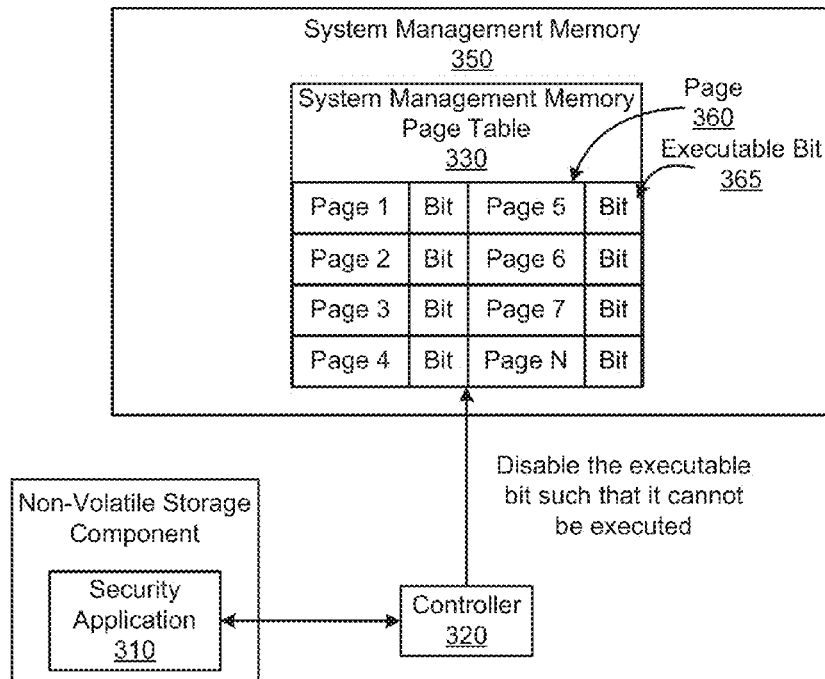 System Management Memory
350
System Management Memory
Page Table
330
Page
360
Executable Bit
365
Page 1 Bit Page 5 Bit
Page 2 Bit Page 6 Bit
Page 3 Bit Page 7 Bit
Page 4 Bit Page N Bit
Disable the executable
bit such that it cannot
be executed
Non-Volatile Storage
Component
Security
Application
310
Controller
320